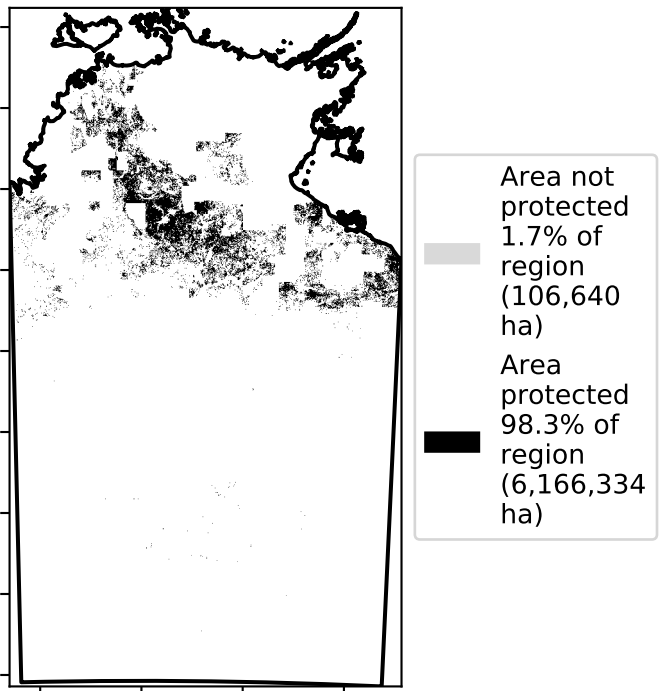 Area not
protected
1.7% of
region
(106,640
ha)
Area
protected
98.3% of
region
(6,166,334
ha)